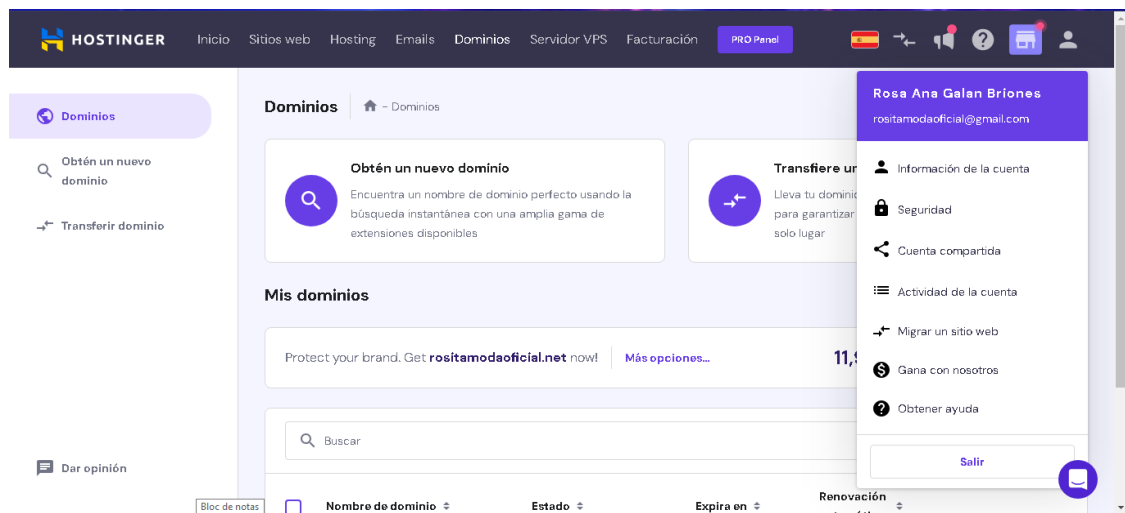 HOSTINGER Inicio Sitios web Hosting Emails Dominios Servidor VPS Facturación PRO Panel
Dominios
Obtén un nuevo
dominio
Transferir dominio
Dar opinión
Bloc de notas
Dominios - Dominios
Obtén un nuevo dominio
Encuentra un nombre de dominio perfecto usando la
búsqueda instantánea con una amplia gama de
extensiones disponibles
Transfiere
Lleva tu
para garantizar
solo lugar
Mis dominios
Protect your brand. Get rositamodaoficial.net now! Más opciones... 11,
Buscar
Nombre de dominio Estado Expira en Renovación
Rosa Ana Galan Briones
rositamodaoficial@gmail.com
Información de la cuenta
Seguridad
Cuenta compartida
Actividad de la cuenta
Migrar un sitio web
Gana con nosotros
Obtener ayuda
Salir